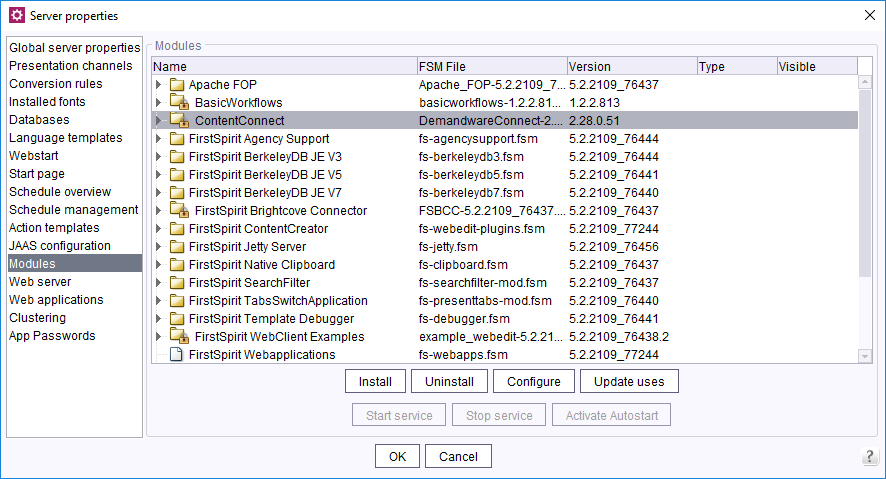 Server properties
Global server properties
Presentation channels
Conversion rules
Installed fonts
Databases
Language templates
Webstart
Start page
Schedule overview
Schedule management
Action templates
JAAS configuration
Modules
Web server
Web applications
Clustering
App Passwords
Modules
Name FSM File Version Type Visible
Apache FOP Apache_FOP-5.2.2109_7... 5.2.2109_76437
BasicWorkflows basicworkflows-1.2.2.81... 1.2.2.813
ContentConnect DemandwareConnect-2.... 2.28.0.51
FirstSpirit Agency Support fs-agencysupport.fsm 5.2.2109_76444
FirstSpirit BerkeleyDB JE V3 fs-berkeleydb3.fsm 5.2.2109_76444
FirstSpirit BerkeleyDB JE V5 fs-berkeleydb5.fsm 5.2.2109_76441
FirstSpirit BerkeleyDB JE V7 fs-berkeleydb7.fsm 5.2.2109_76440
FirstSpirit Brightcove Connector FSBCC-5.2.2109_76437.... 5.2.2109_76437
FirstSpirit ContentCreator fs-webedit-plugins.fsm 5.2.2109_77244
FirstSpirit Jetty Server fs-jetty.fsm 5.2.2109_76456
FirstSpirit Native Clipboard fs-clipboard.fsm 5.2.2109_76437
FirstSpirit SearchFilter fs-searchfilter-mod.fsm 5.2.2109_76437
FirstSpirit TabsSwitchApplication fs-presenttabs-mod.fsm 5.2.2109_76440
FirstSpirit Template Debugger fs-debugger.fsm 5.2.2109_76441
FirstSpirit WebClient Examples example_webedit-5.2.21... 5.2.2109_76438.2
FirstSpirit Webapplications fs-webapps.fsm 5.2.2109_77244
Install Uninstall Configure Update uses
Start service Stop service Activate Autostart
OK Cancel ?